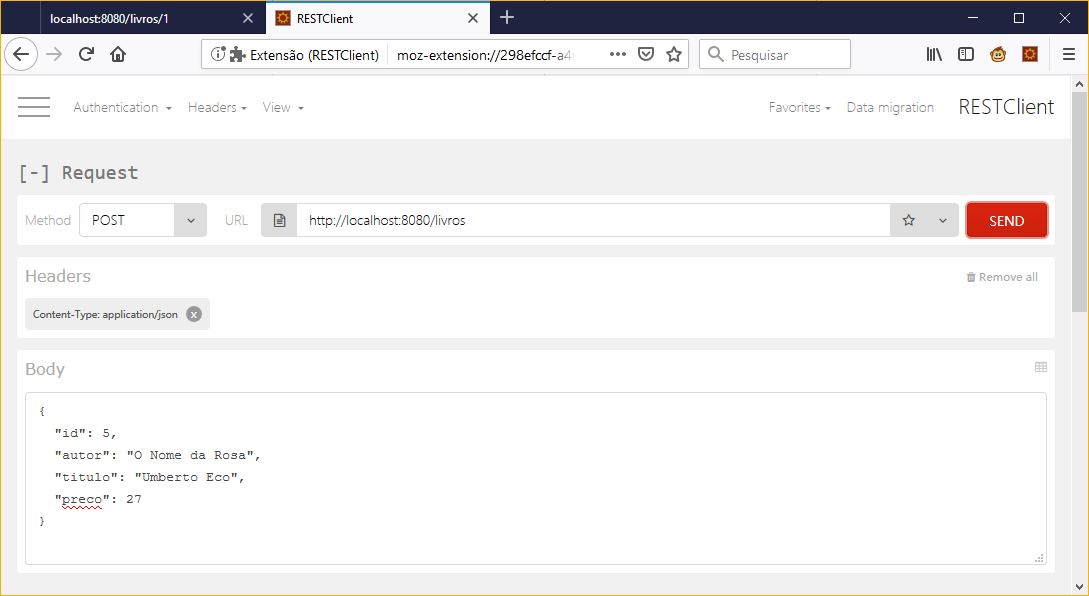 localhost:8080/livros/1
RESTClient
Extensão (RESTClient) moz-extension://298efccf-a4
Pesquisar
Authentication Headers View Favorites Data migration RESTClient
[-] Request
Method POST URL http://localhost:8080/livros SEND
Headers Remove all
Content-Type: application/json
Body
{
"id": 5,
"autor": "O Nome da Rosa",
"titulo": "Umberto Eco",
"preco": 27
}